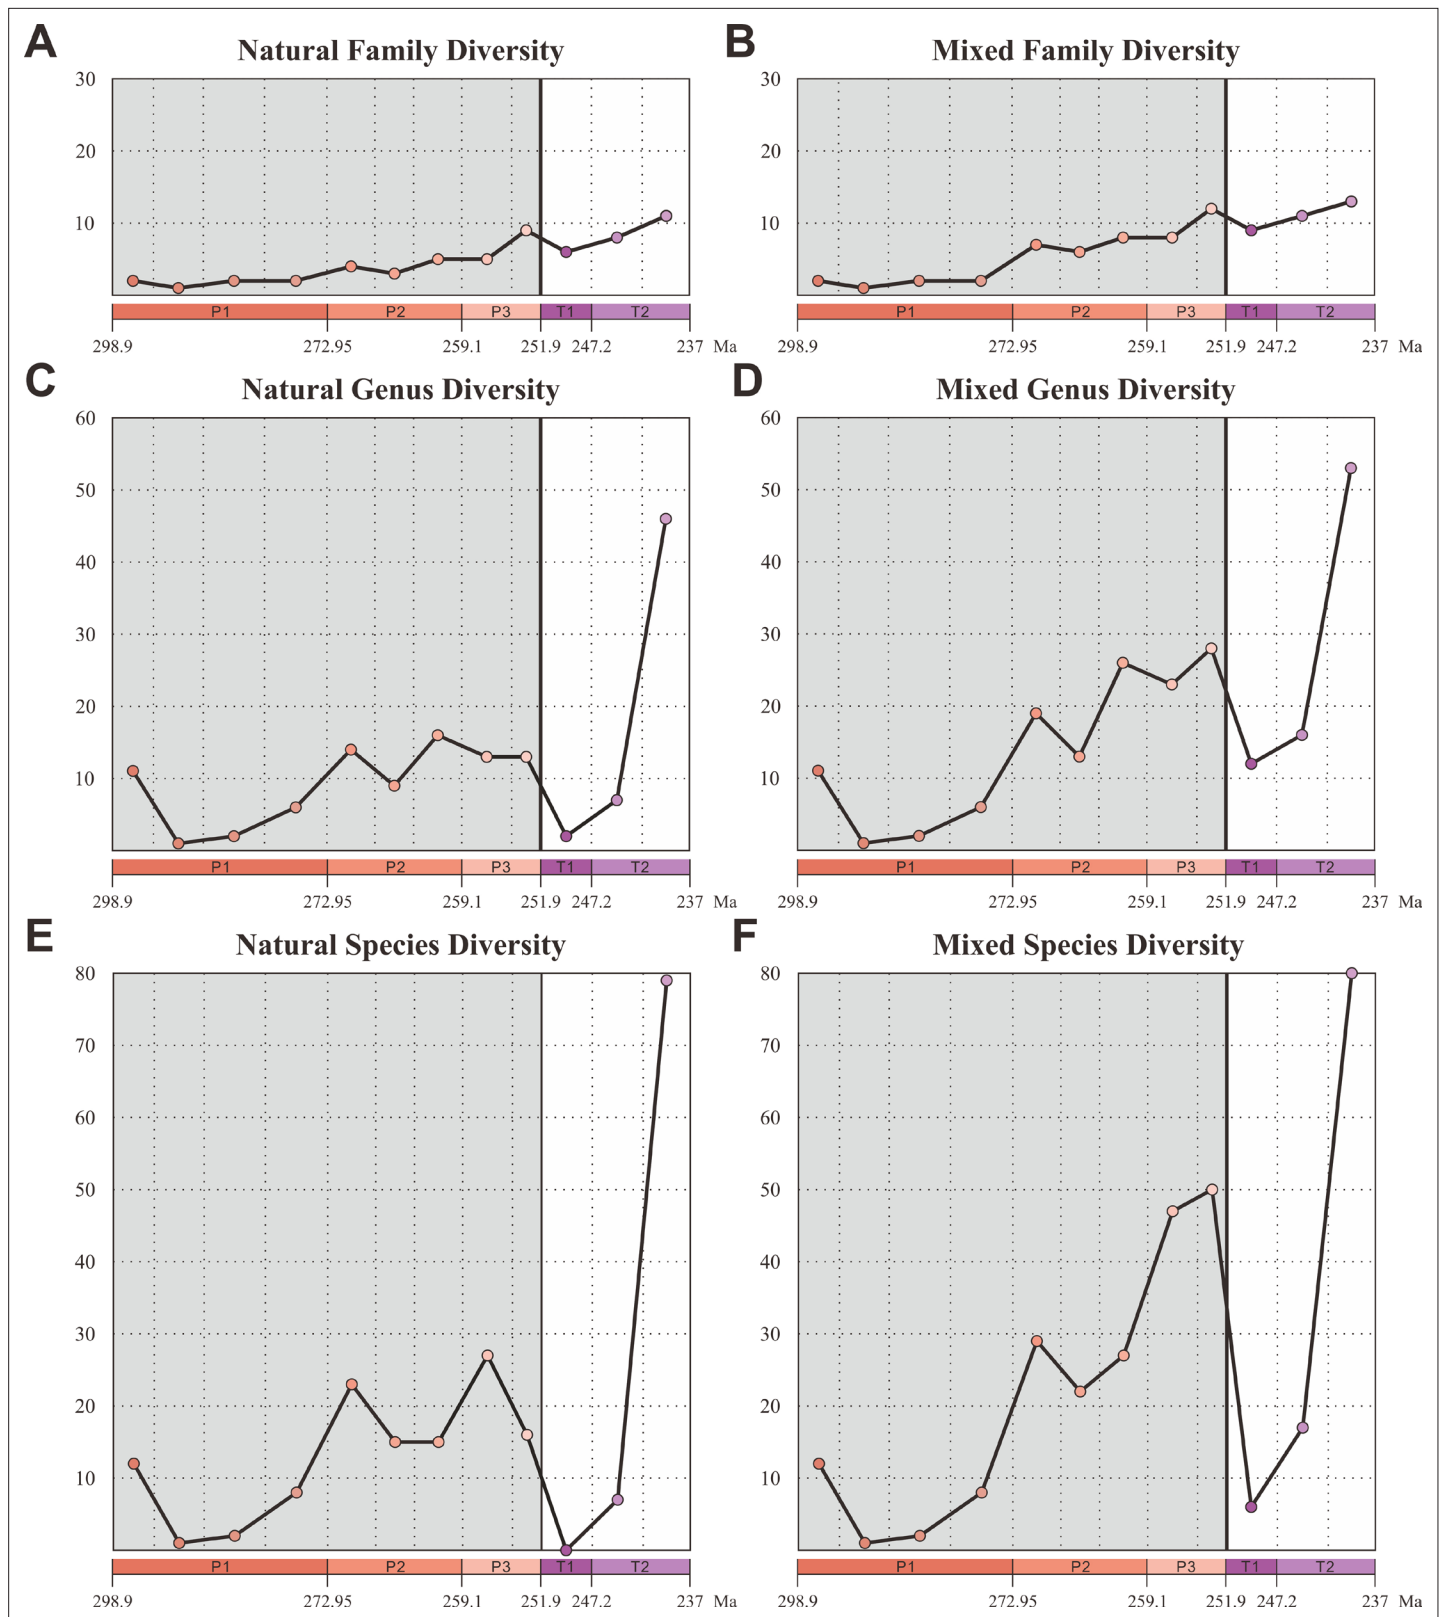 A
Natural Family Diversity
30
20
10
P1 P2 P3 T1 T2
298.9 272.95 259.1 251.9 247.2 237 Ma
B
Mixed Family Diversity
30
20
10
P1 P2 P3 T1 T2
298.9 272.95 259.1 251.9 247.2 237 Ma
C
Natural Genus Diversity
60
50
40
30
20
10
P1 P2 P3 T1 T2
298.9 272.95 259.1 251.9 247.2 237 Ma
D
Mixed Genus Diversity
60
50
40
30
20
10
P1 P2 P3 T1 T2
298.9 272.95 259.1 251.9 247.2 237 Ma
E
Natural Species Diversity
80
70
60
50
40
30
20
10
P1 P2 P3 T1 T2
298.9 272.95 259.1 251.9 247.2 237 Ma
F
Mixed Species Diversity
80
70
60
50
40
30
20
10
P1 P2 P3 T1 T2
298.9 272.95 259.1 251.9 247.2 237 Ma